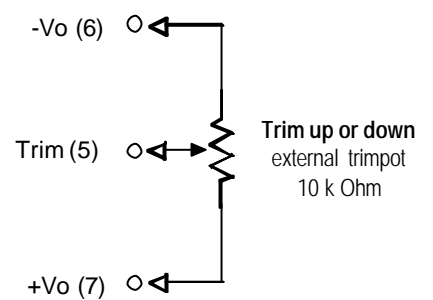 -Vo (6)
Trim (5)
Trim up or down
external trimpot
10 k Ohm
+Vo (7)